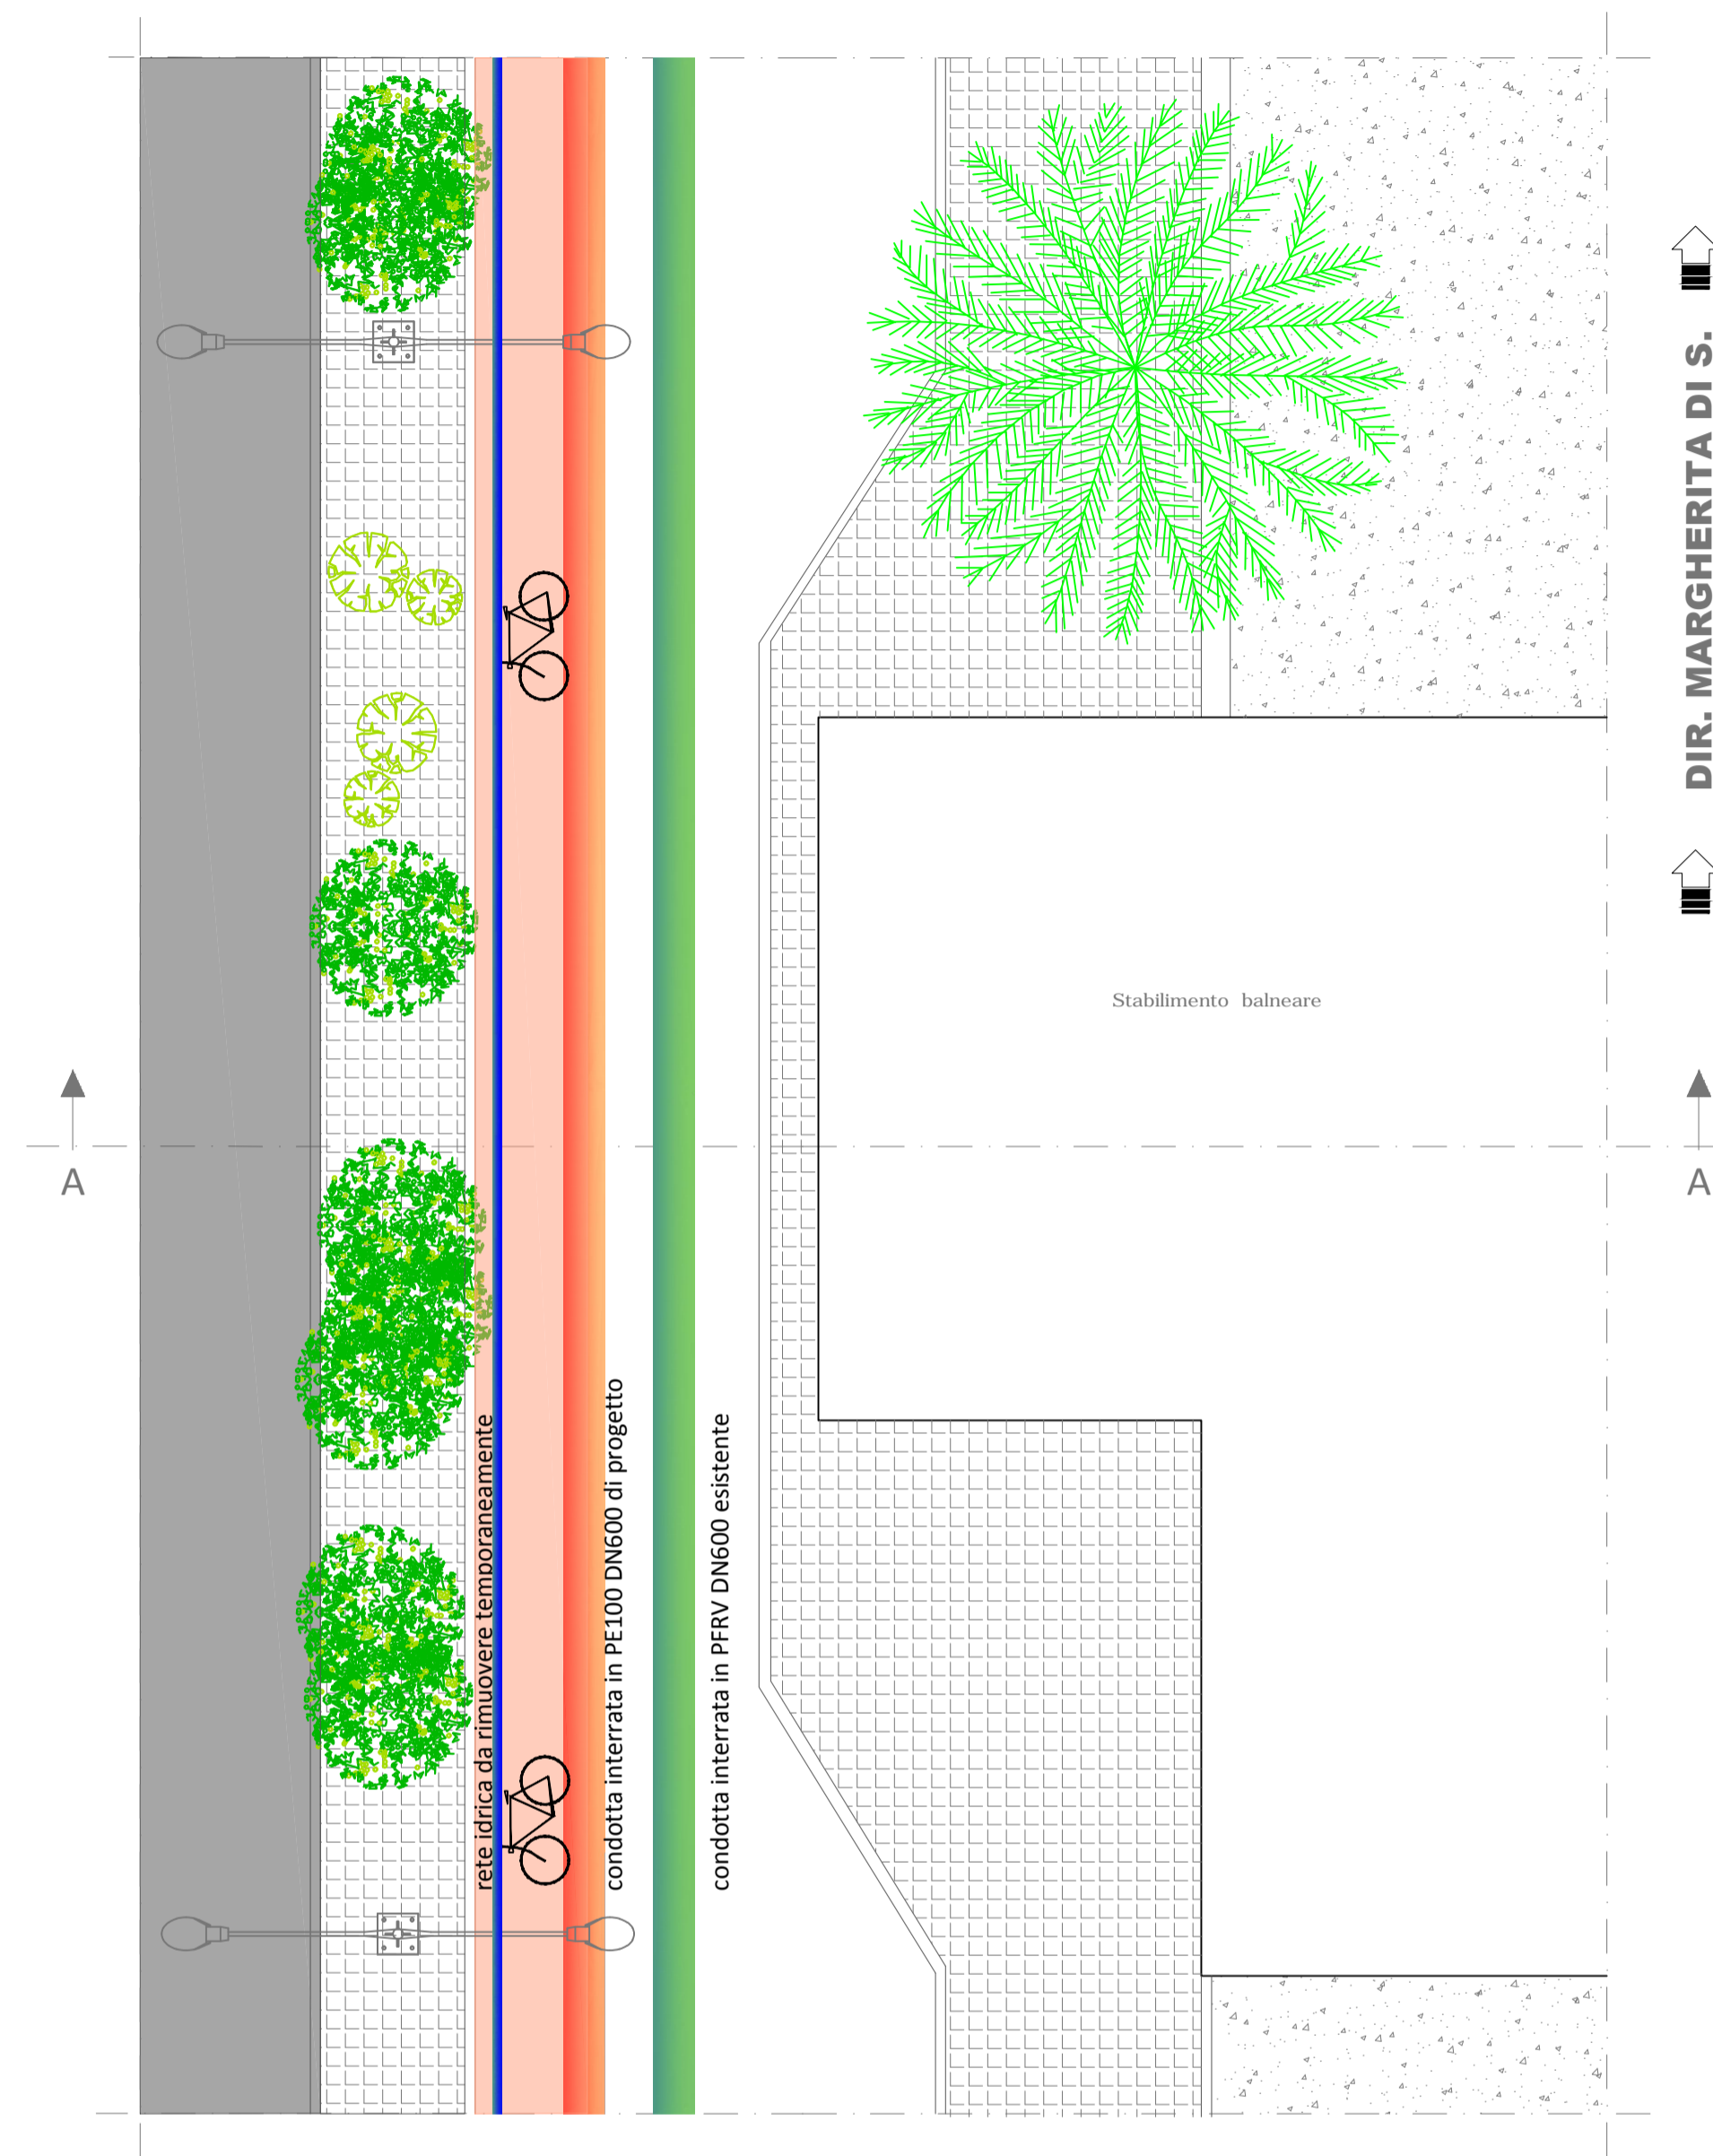 DIR. MARGHERITA DI S.
Stabilimento balneare
A
A
rete idrica da rimuovere temporaneamente
condotta interrata in PE100 DN600 di progetto
condotta interrata in PFRV DN600 esistente